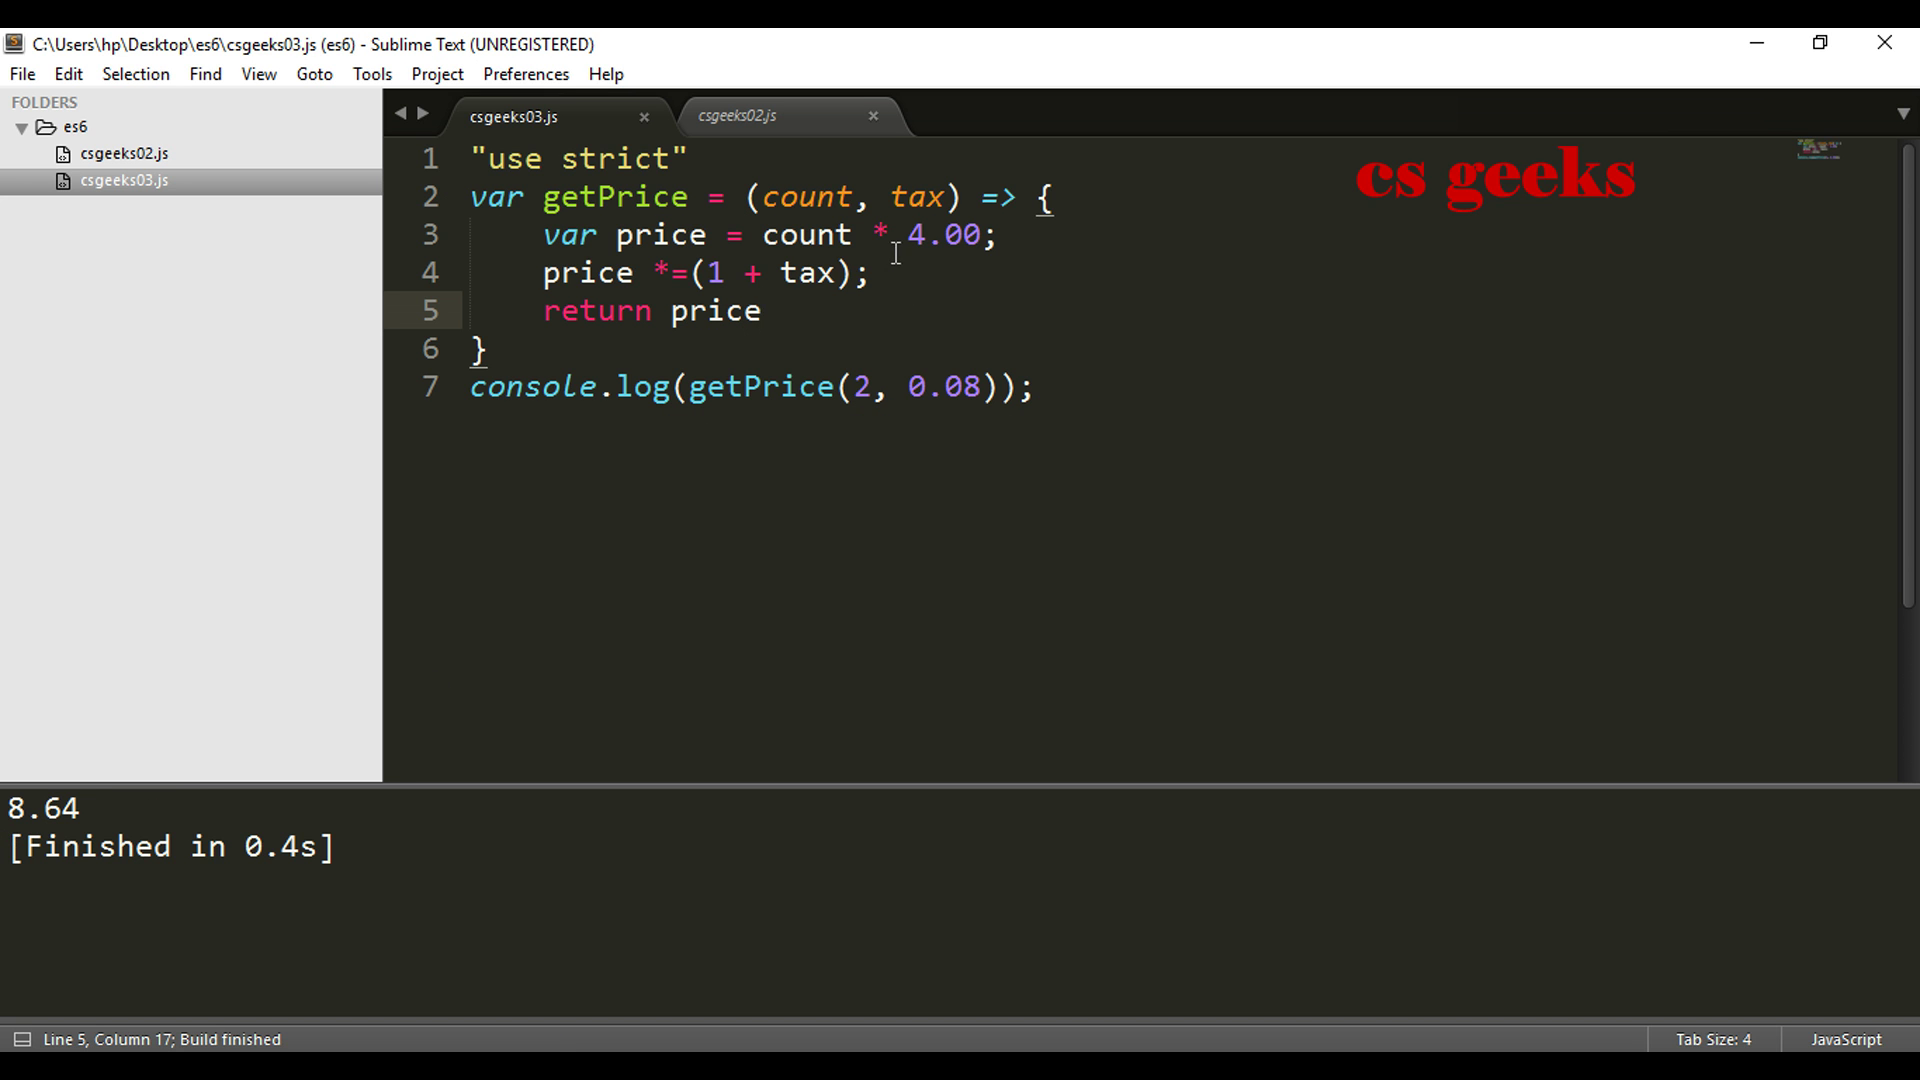 C:\Users\hp\Desktop\es6\csgeeks03.js (es6) - Sublime Text (UNREGISTERED)
File Edit Selection Find View Goto Tools Project Preferences Help
FOLDERS
es6
csgeeks02.js
csgeeks03.js
csgeeks03.js csgeeks02.js
cs geeks
1 "use strict"
2 var getPrice = (count, tax) => {
3 var price = count * 4.00;
4 price *=(1 + tax);
5 return price
6 }
7 console.log(getPrice(2, 0.08));
8.64
[Finished in 0.4s]
Line 5, Column 17; Build finished Tab Size: 4 JavaScript